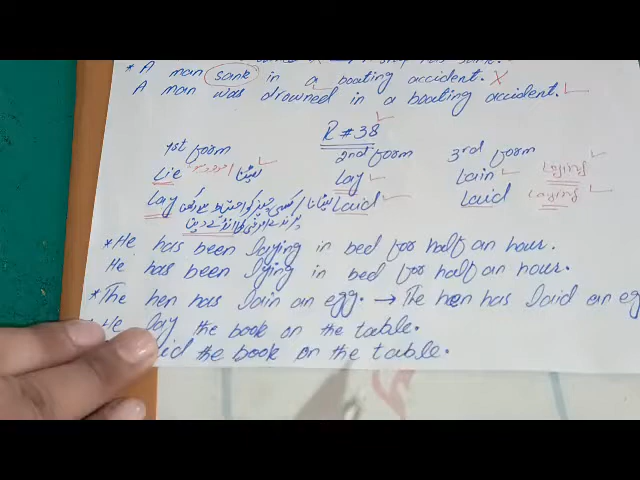 * A man sank in a boating accident. X
A man was drowned in a boating accident.
R # 38
1st form 2nd form 3rd form
Lie لیٹنا Lay Lain Lying
Lay لیٹانا Laid Laid Laying
* He has been laying in bed for half an hour.
He has been lying in bed for half an hour.
* The hen has lain an egg. → The hen has laid an eg
* He lay the book on the table.
the book on the table.